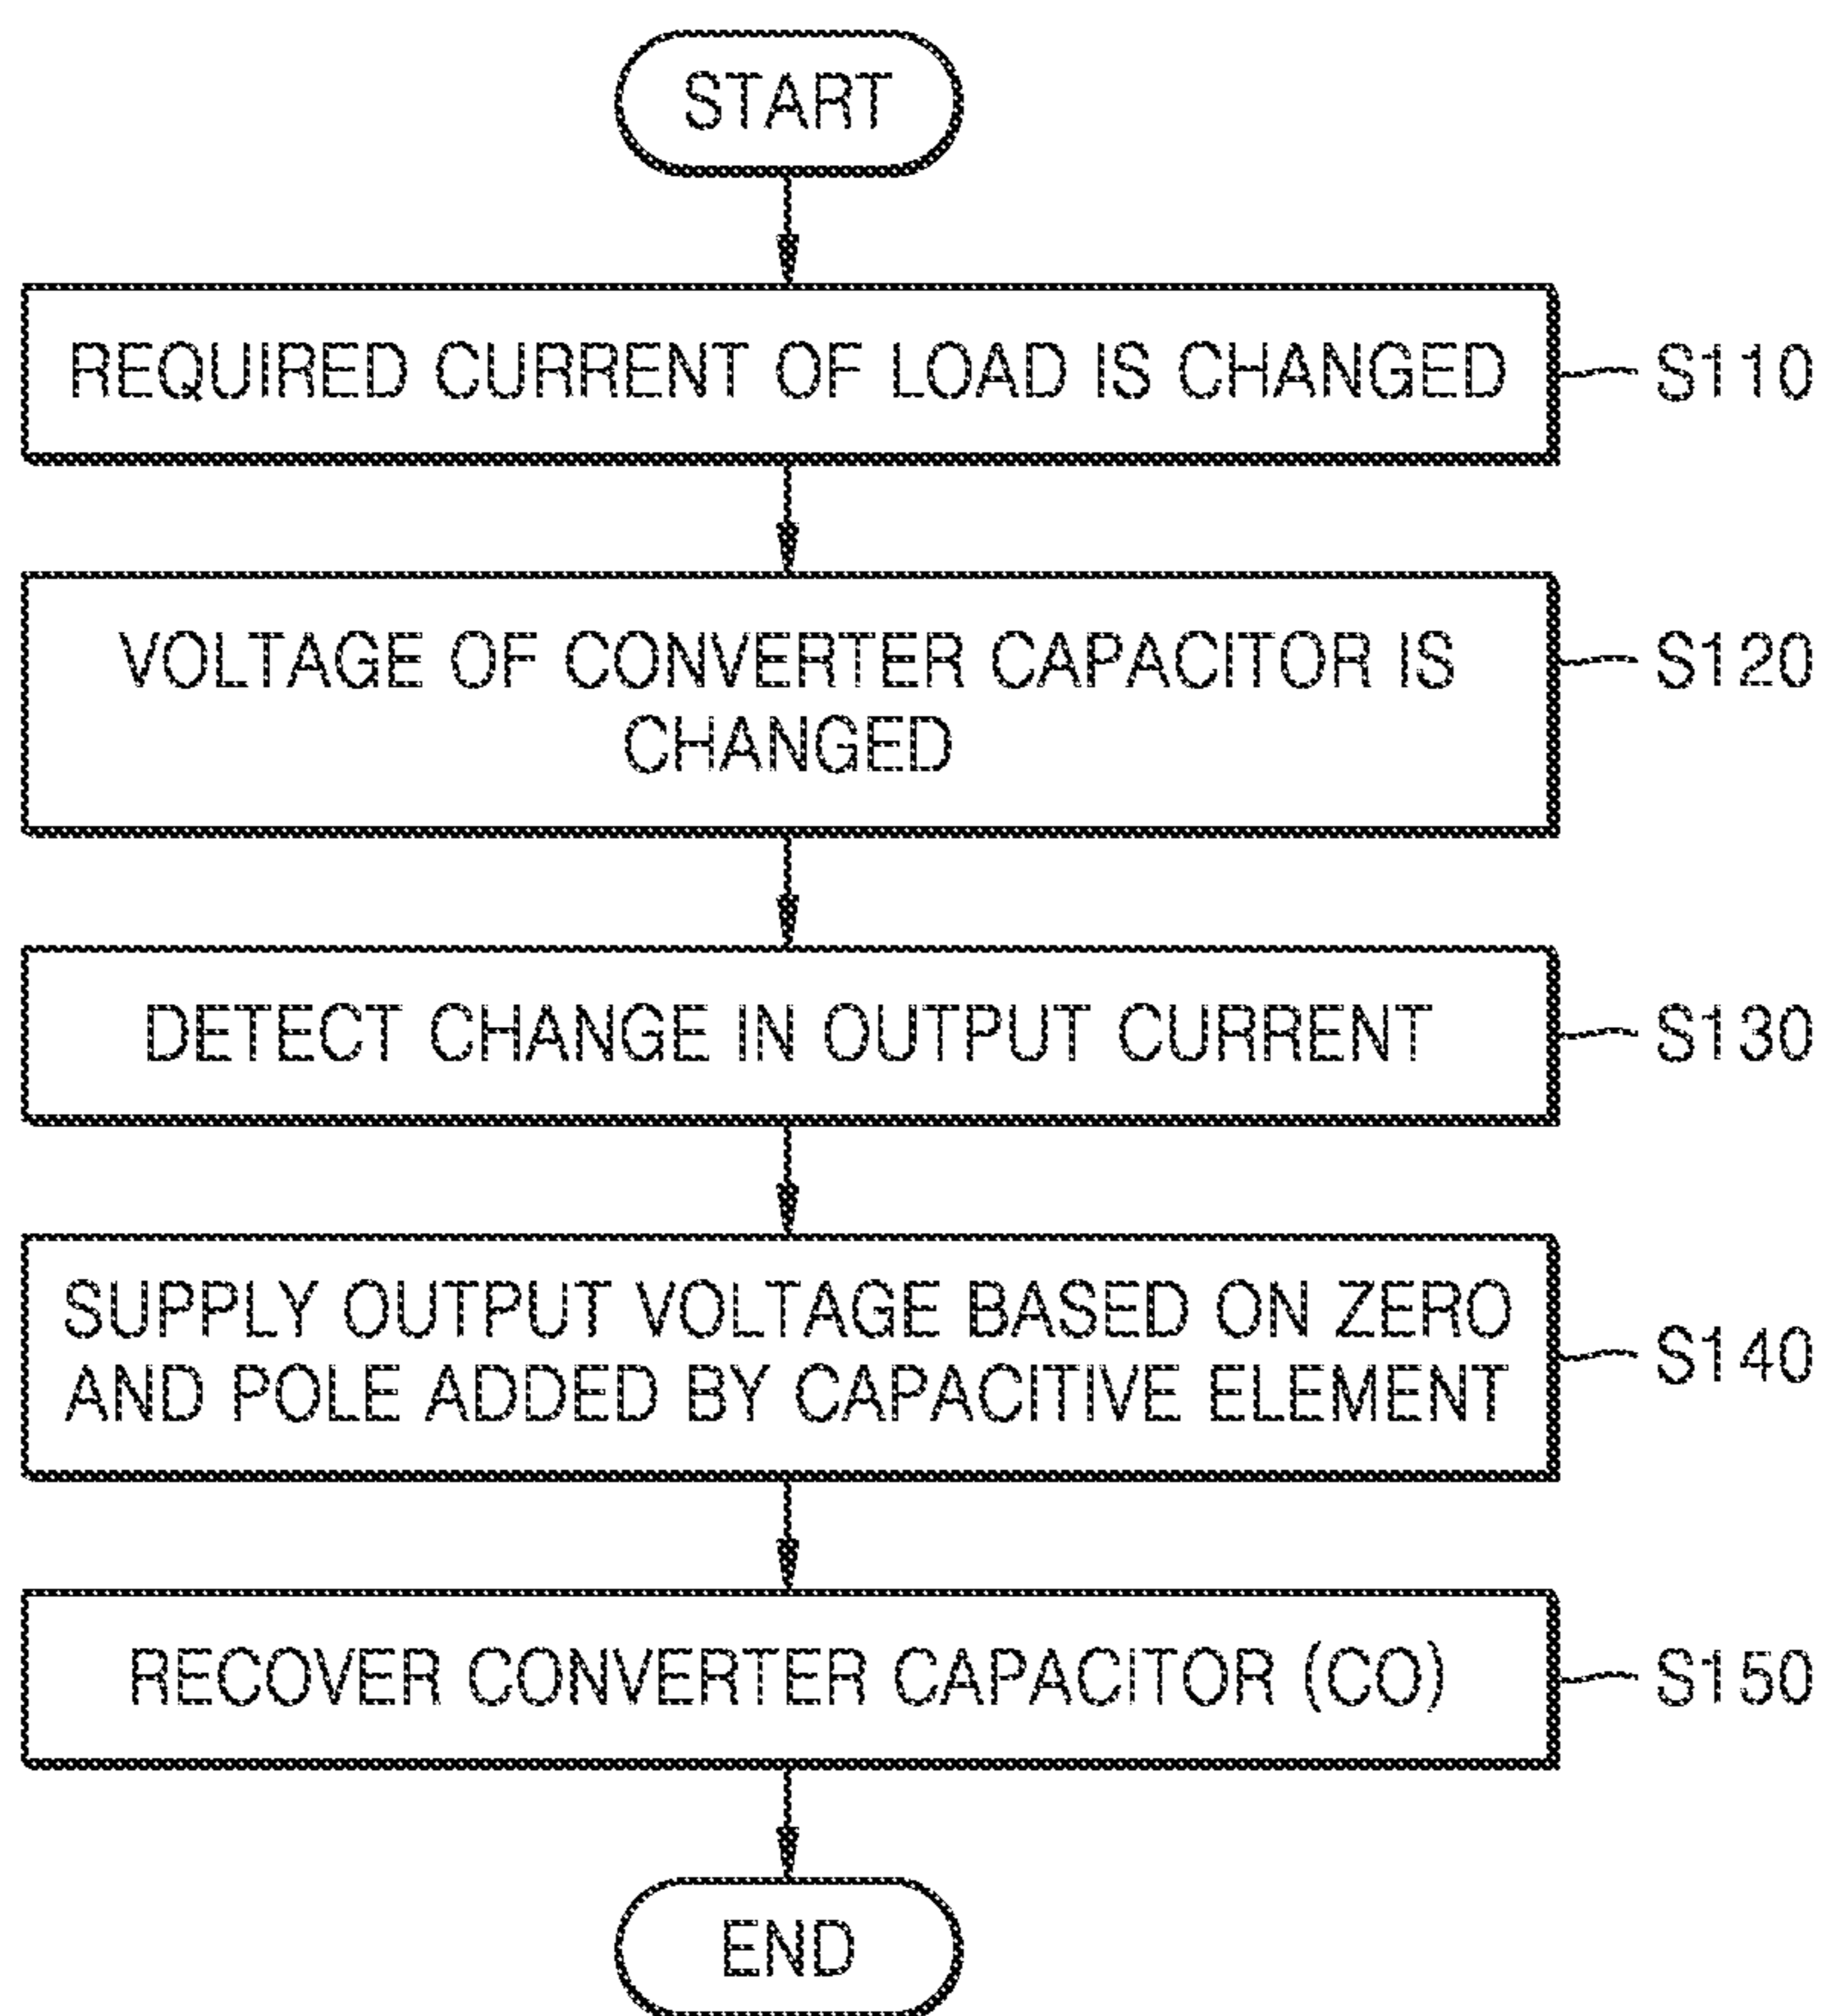 START
REQUIRED CURRENT OF LOAD IS CHANGED
S110
VOLTAGE OF CONVERTER CAPACITOR IS
CHANGED
S120
DETECT CHANGE IN OUTPUT CURRENT
S130
SUPPLY OUTPUT VOLTAGE BASED ON ZERO
AND POLE ADDED BY CAPACITIVE ELEMENT
S140
RECOVER CONVERTER CAPACITOR (CO)
S150
END